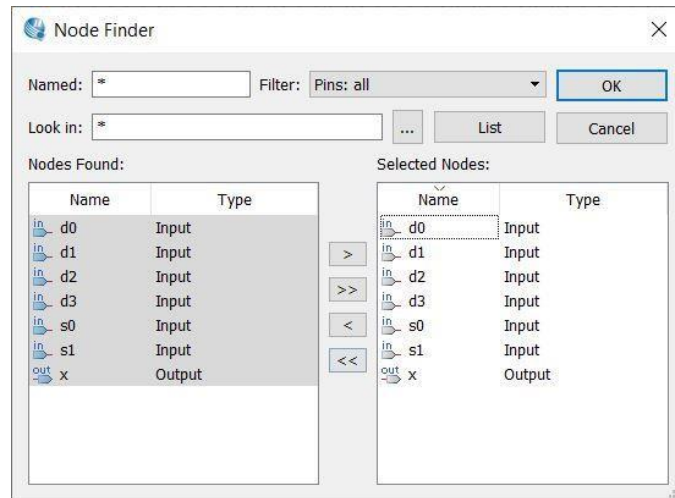 Node Finder
Named: * Filter: Pins: all OK
Look in: * ... List Cancel
Nodes Found: Selected Nodes:
Name Type Name Type
in d0 Input in d0 Input
in d1 Input > in d1 Input
in d2 Input >> in d2 Input
in d3 Input in d3 Input
in s0 Input < in s0 Input
in s1 Input << in s1 Input
out x Output out x Output